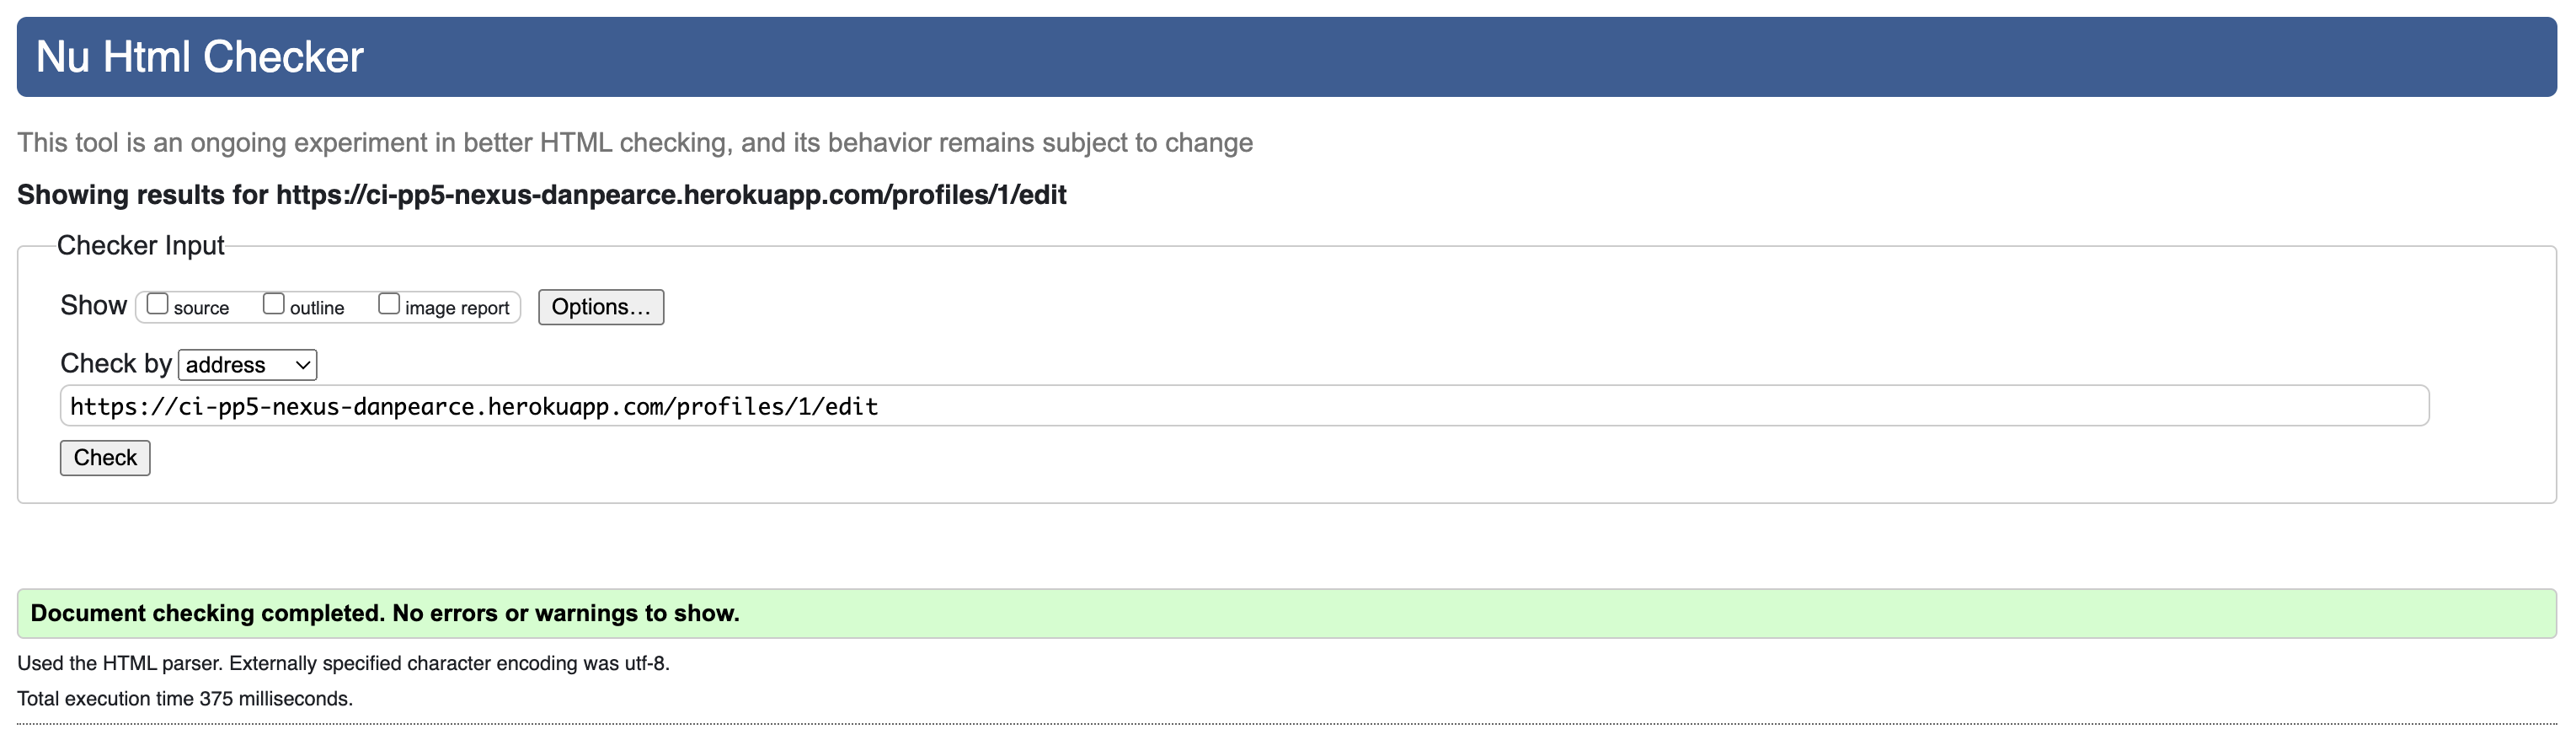 Nu Html Checker
This tool is an ongoing experiment in better HTML checking, and its behavior remains subject to change
Showing results for https://ci-pp5-nexus-danpearce.herokuapp.com/profiles/1/edit
Checker Input
Show source outline image report Options…
Check by address
https://ci-pp5-nexus-danpearce.herokuapp.com/profiles/1/edit
Check
Document checking completed. No errors or warnings to show.
Used the HTML parser. Externally specified character encoding was utf-8.
Total execution time 375 milliseconds.